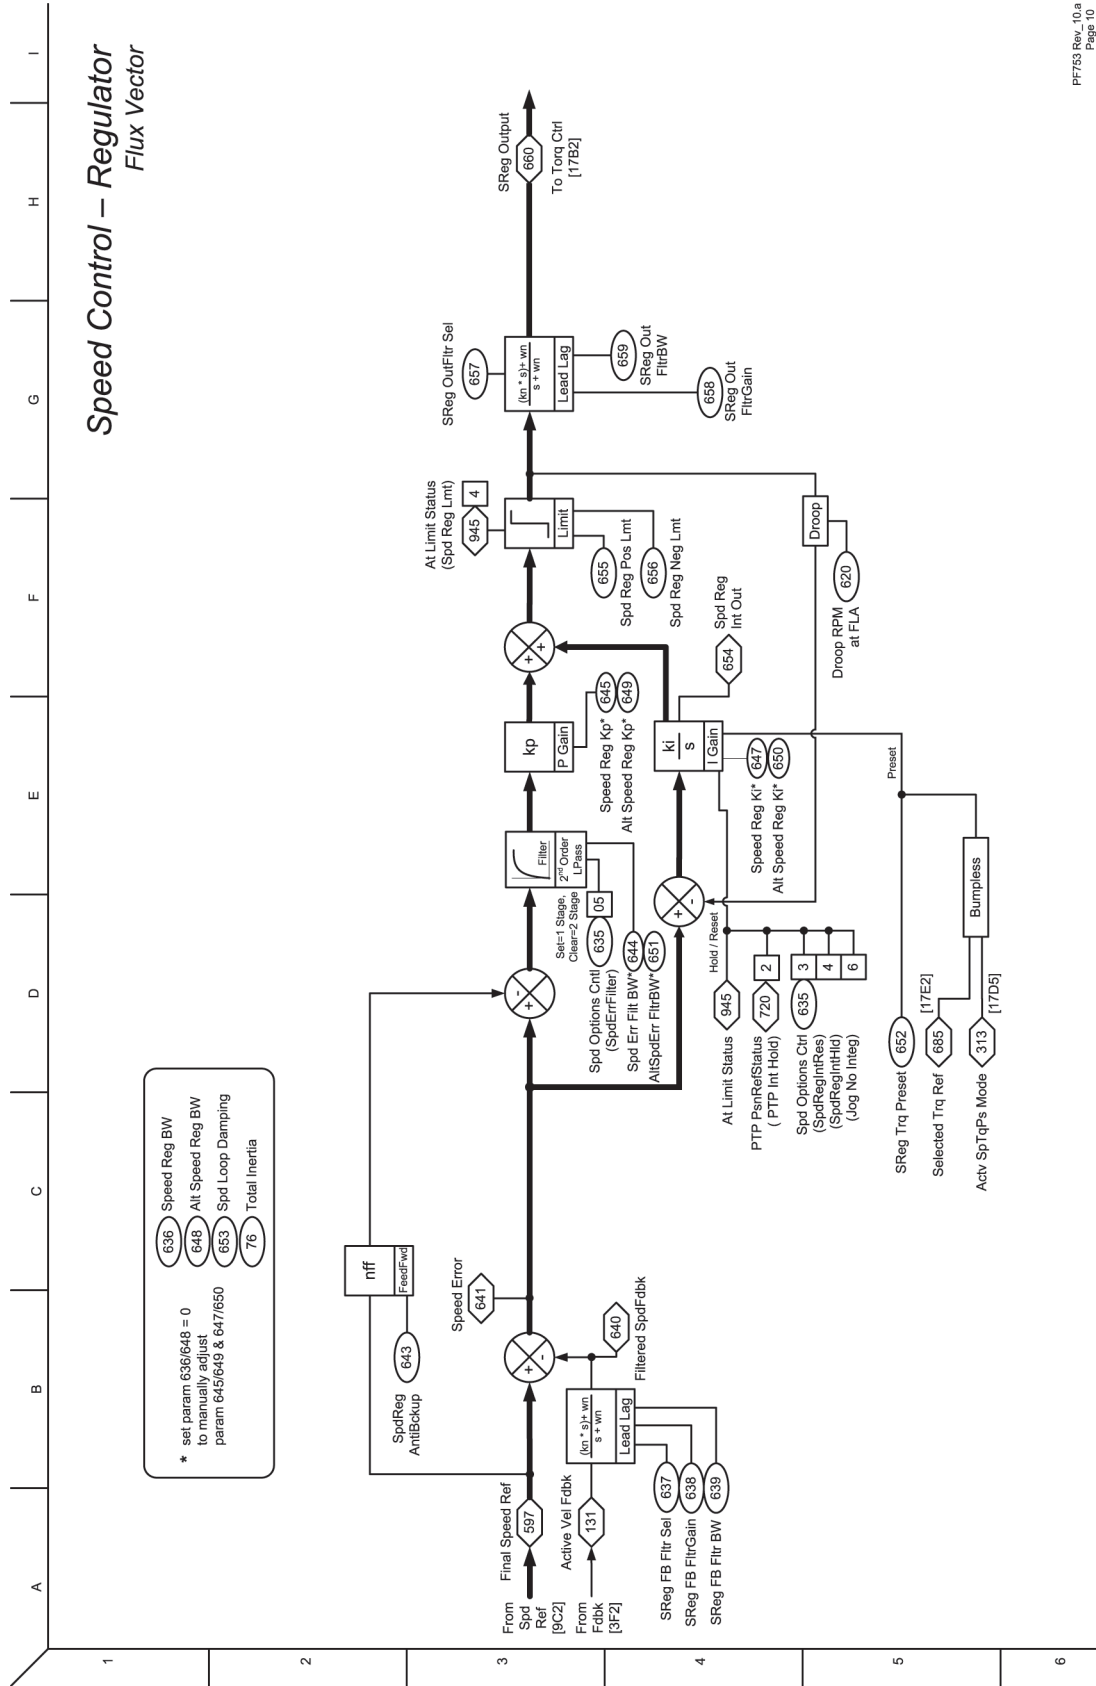 Speed Control – Regulator
Flux Vector
A
B
C
D
E
F
G
H
I
1
2
3
4
5
6
* set param 636/648 = 0
to manually adjust
param 645/649 & 647/650
636 Speed Reg BW
648 Alt Speed Reg BW
653 Spd Loop Damping
76 Total Inertia
nff
FeedFwd
643
SpdReg
AntiBckup
From
Spd
Ref
[9C2]
Final Speed Ref
597
+
-
Speed Error
641
From
Fdbk
[3F2]
Active Vel Fdbk
131
(kn * s)+ wn
s + wn
Lead Lag
640
Filtered SpdFdbk
637
SReg FB Fltr Sel
638
SReg FB FltrGain
639
SReg FB Fltr BW
+
-
Filter
2nd Order
LPass
Set=1 Stage,
Clear=2 Stage
635
05
Spd Options Cntl
(SpdErrFilter)
644
Spd Err Filt BW*
651
AltSpdErr FltrBW*
kp
P Gain
645
Speed Reg Kp*
649
Alt Speed Reg Kp*
+
+
At Limit Status
(Spd Reg Lmt)
945
4
Limit
655
Spd Reg Pos Lmt
656
Spd Reg Neg Lmt
SReg OutFltr Sel
657
(kn * s)+ wn
s + wn
Lead Lag
659
SReg Out
FltrBW
658
SReg Out
FltrGain
SReg Output
660
To Torq Ctrl
[17B2]
+
-
ki
s
I Gain
647
Speed Reg Ki*
650
Alt Speed Reg Ki*
654
Spd Reg
Int Out
Droop
620
Droop RPM
at FLA
Hold / Reset
945
At Limit Status
2
720
PTP PsnRefStatus
( PTP Int Hold)
3
4
6
635
Spd Options Ctrl
(SpdRegIntRes)
(SpdRegIntHld)
(Jog No Integ)
Preset
652
SReg Trq Preset
Bumpless
685
[17E2]
Selected Trq Ref
313
[17D5]
Actv SpTqPs Mode
PF753 Rev_10.a
Page 10